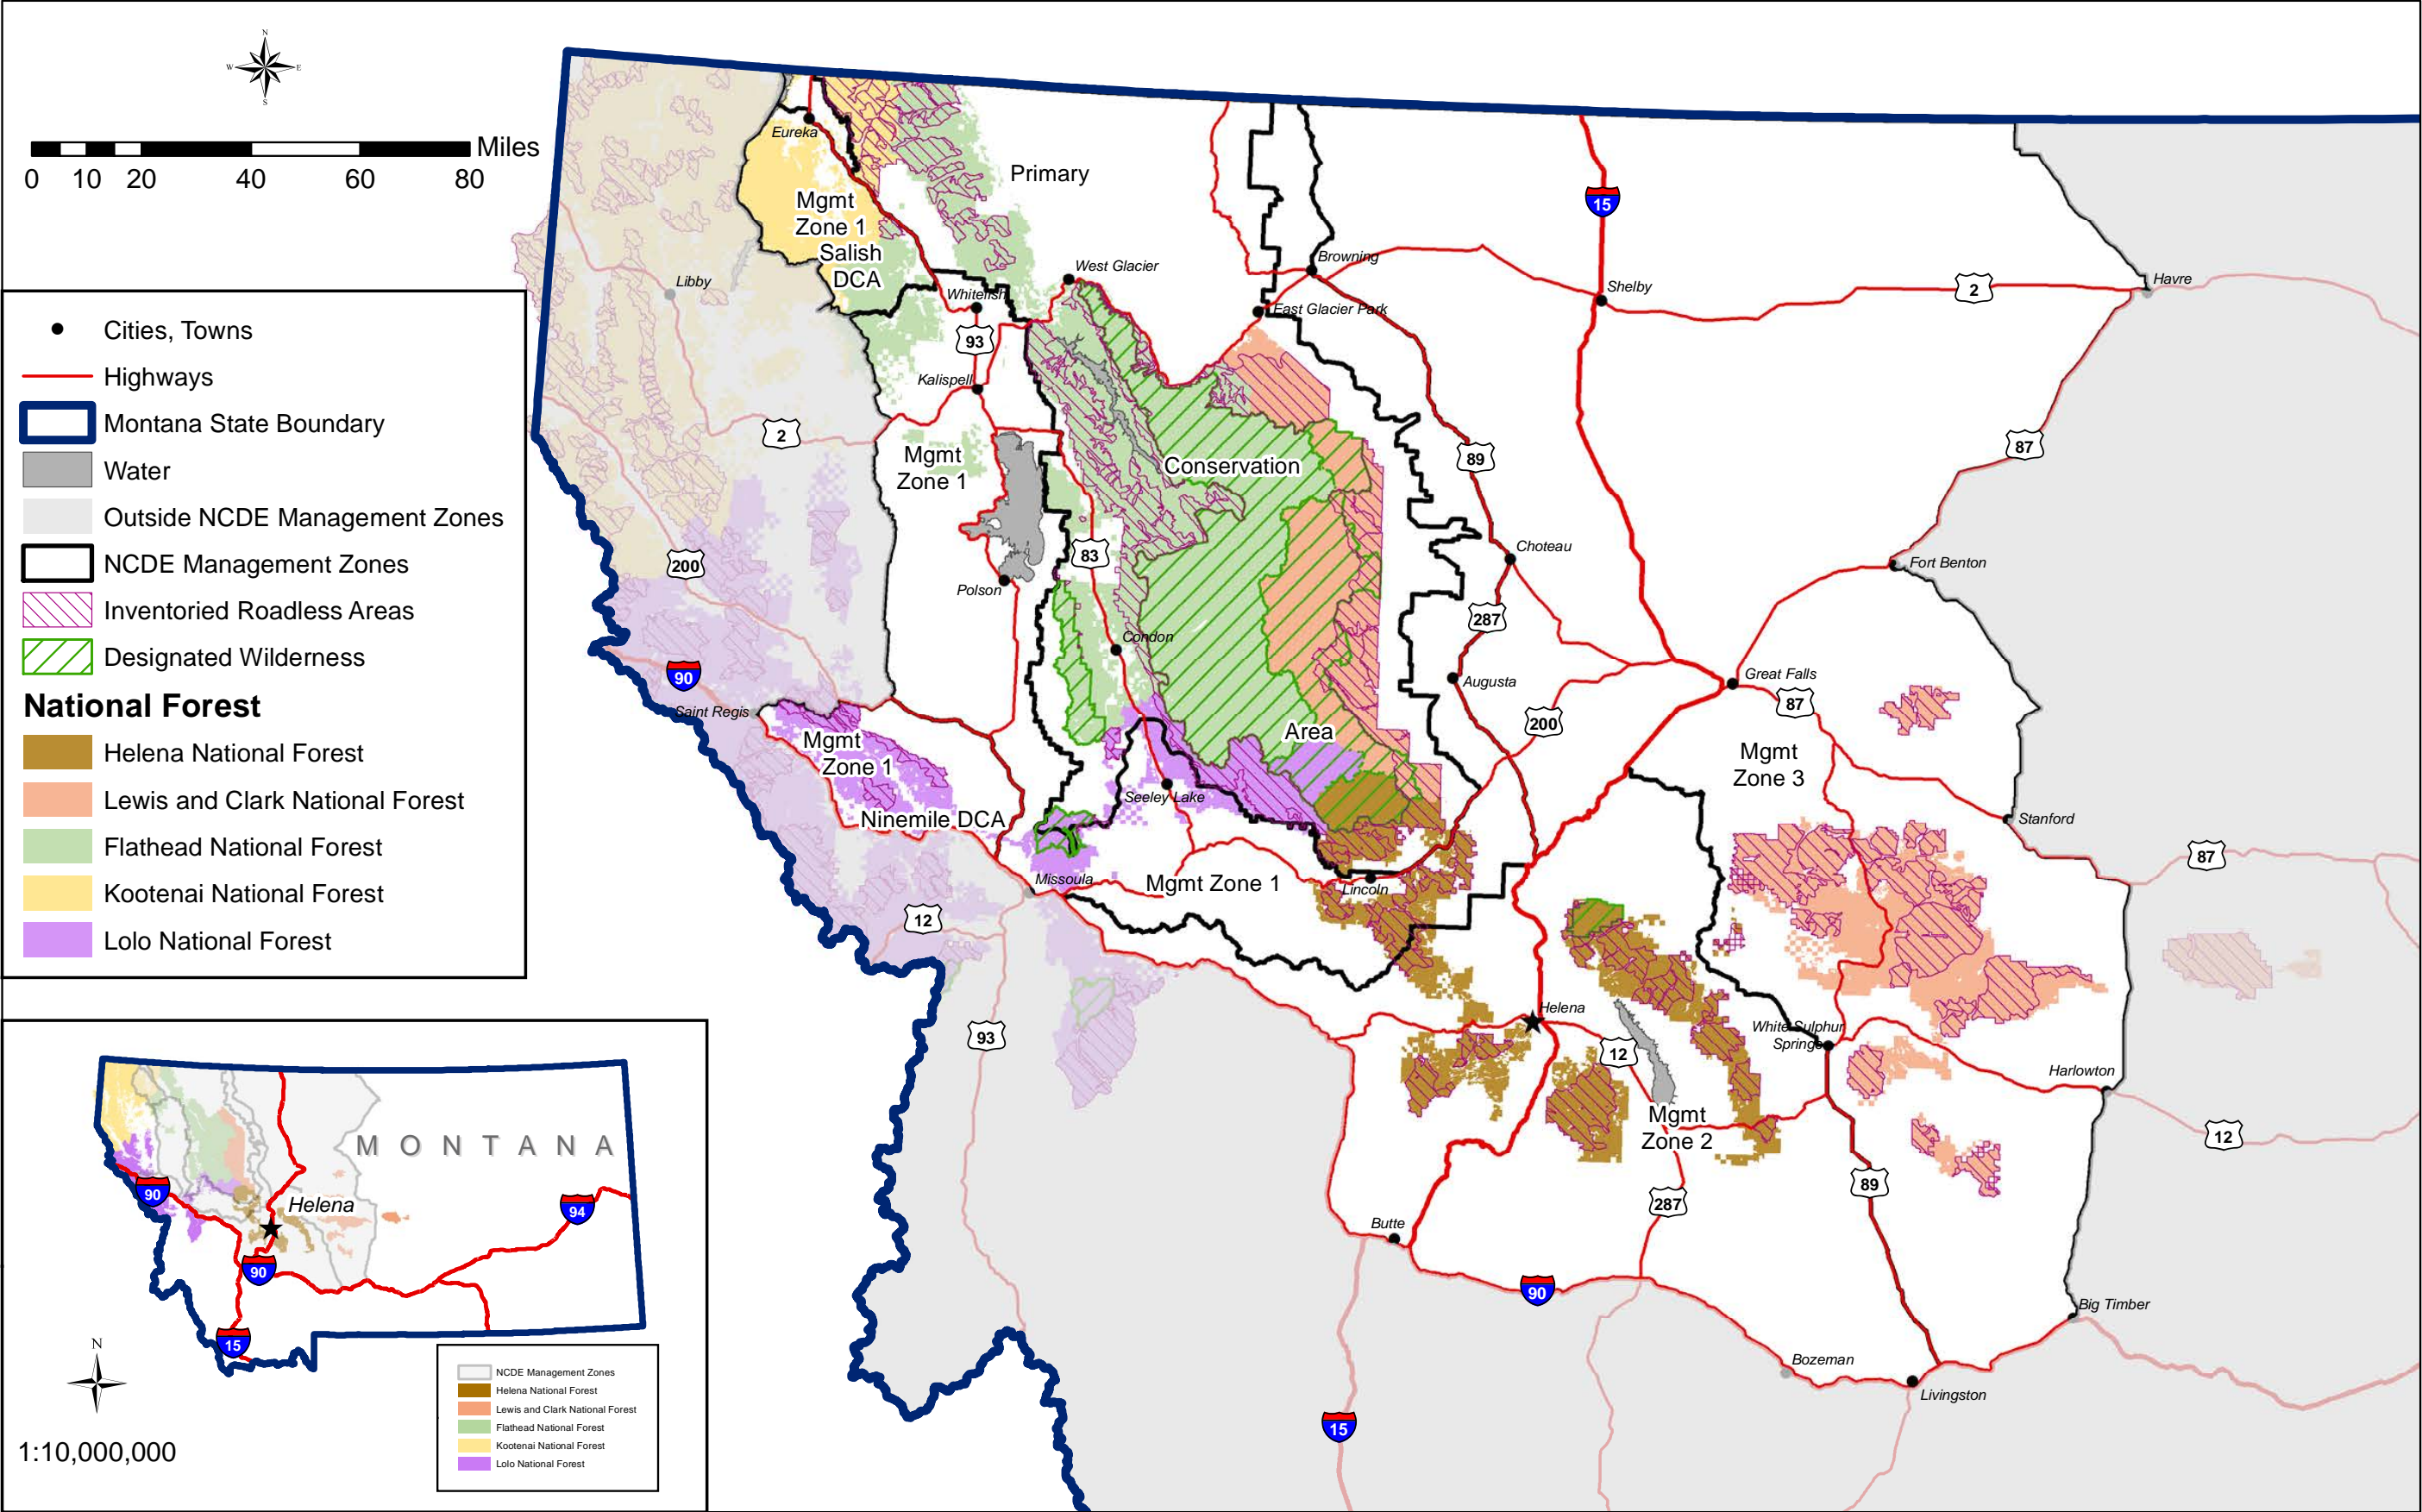 N
W
E
S
Miles
0 10 20 40 60 80
Cities, Towns
Highways
Montana State Boundary
Water
Outside NCDE Management Zones
NCDE Management Zones
Inventoried Roadless Areas
Designated Wilderness
National Forest
Helena National Forest
Lewis and Clark National Forest
Flathead National Forest
Kootenai National Forest
Lolo National Forest
MONTANA
Helena
90
94
90
15
N
1:10,000,000
NCDE Management Zones
Helena National Forest
Lewis and Clark National Forest
Flathead National Forest
Kootenai National Forest
Lolo National Forest
Eureka
Primary
Mgmt
Zone 1
Salish
DCA
15
Libby
West Glacier
Browning
Whitefish
East Glacier Park
Shelby
2
Havre
93
Kalispell
2
Mgmt
Zone 1
Conservation
89
87
200
83
Choteau
Fort Benton
Polson
287
Condon
90
Augusta
Great Falls
87
Saint Regis
200
Mgmt
Zone 1
Area
Mgmt
Zone 3
Seeley Lake
Ninemile DCA
Stanford
87
Missoula
Mgmt Zone 1
Lincoln
12
Helena
93
12
White Sulphur
Springs
Harlowton
Mgmt
Zone 2
12
287
89
Butte
90
Big Timber
Bozeman
Livingston
15